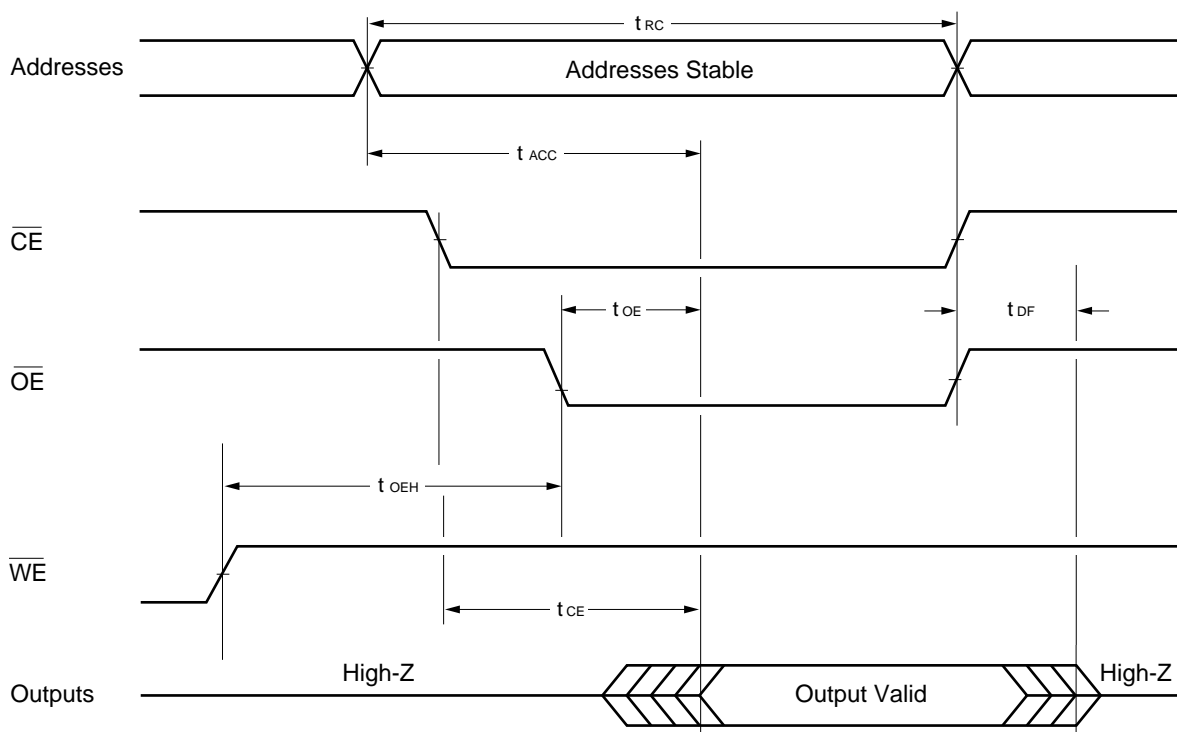 t RC
Addresses
Addresses Stable
t ACC
CE
t OE
t DF
OE
t OEH
WE
t CE
High-Z
High-Z
Outputs
Output Valid